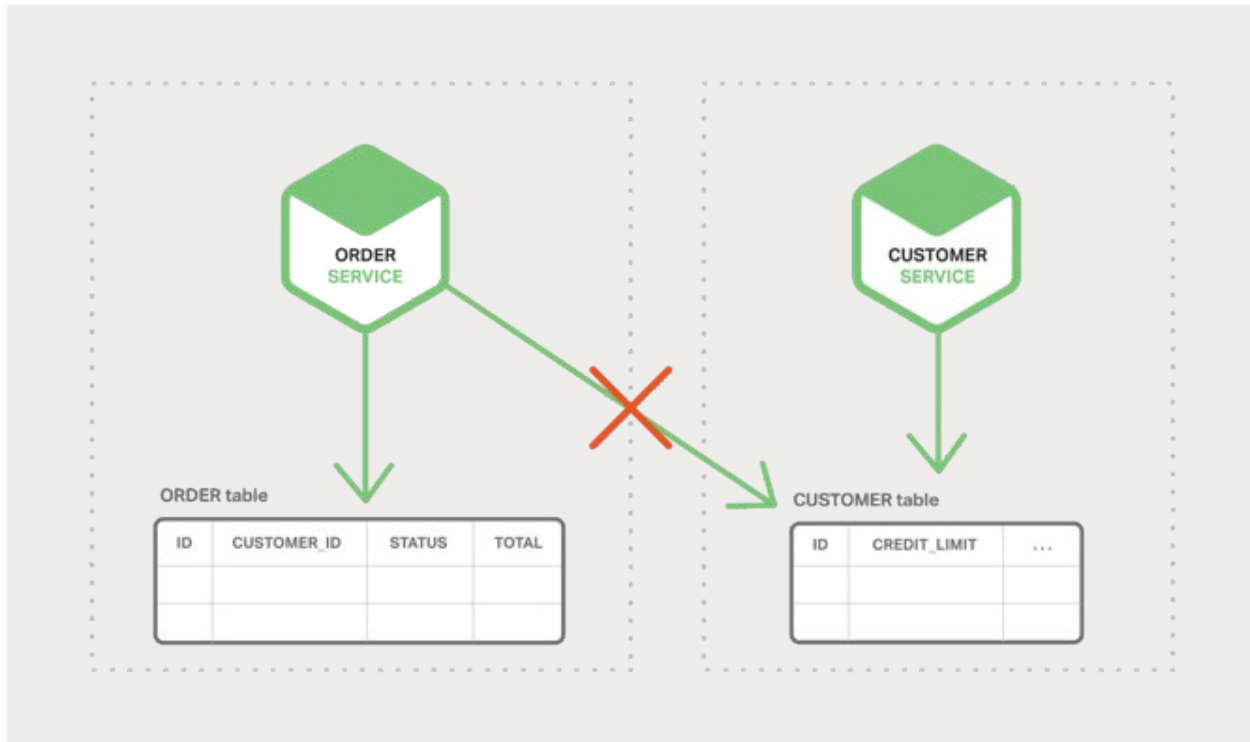 ORDER
SERVICE
CUSTOMER
SERVICE
ORDER table
ID CUSTOMER_ID STATUS TOTAL
CUSTOMER table
ID CREDIT_LIMIT ...